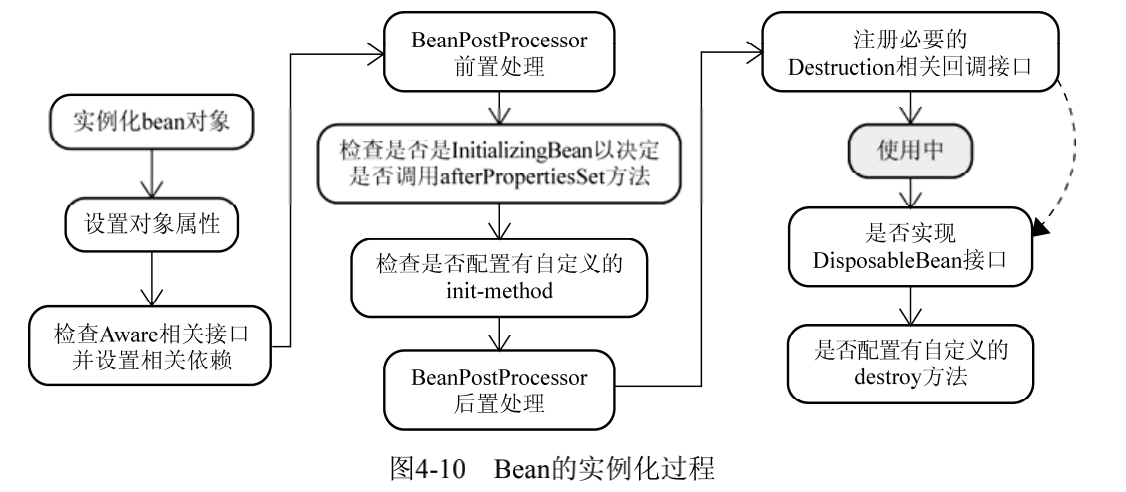 实例化bean对象
设置对象属性
检查Aware相关接口
并设置相关依赖
BeanPostProcessor
前置处理
检查是否是InitializingBean以决定
是否调用afterPropertiesSet方法
检查是否配置有自定义的
init-method
BeanPostProcessor
后置处理
注册必要的
Destruction相关回调接口
使用中
是否实现
DisposableBean接口
是否配置有自定义的
destroy方法
图4-10 Bean的实例化过程